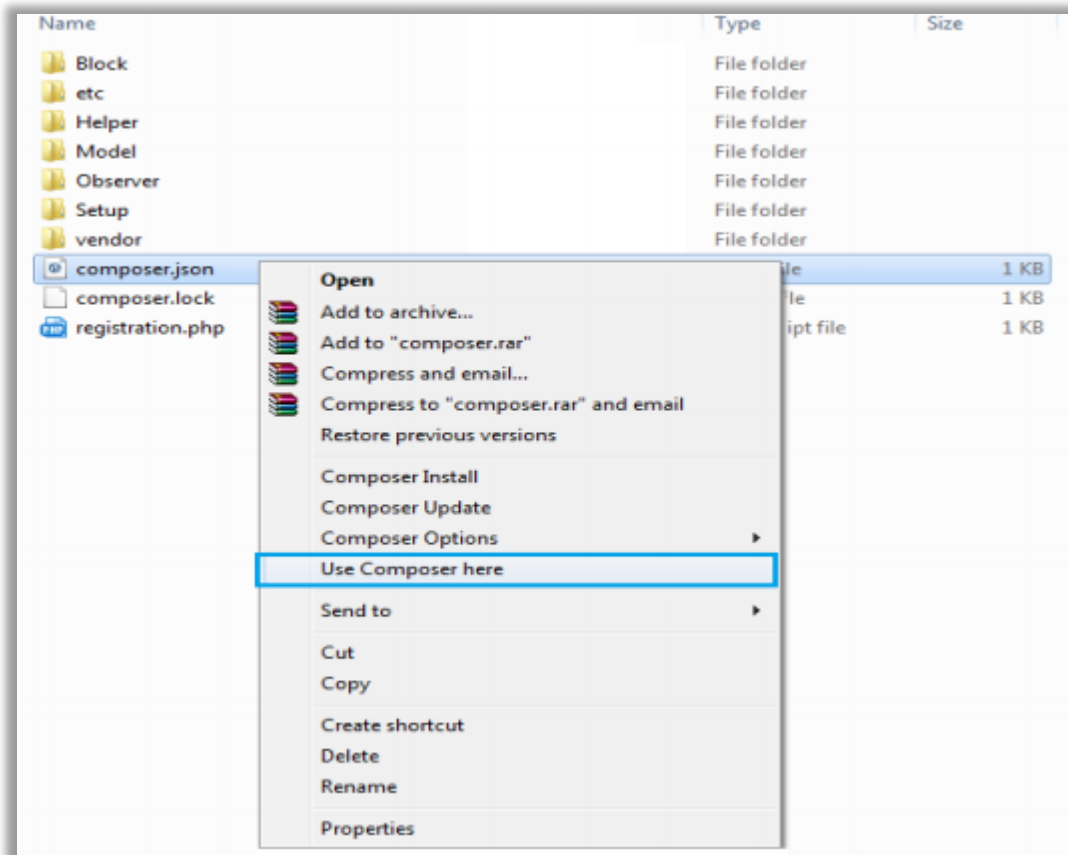 Name Type Size
Block File folder
etc File folder
Helper File folder
Model File folder
Observer File folder
Setup File folder
vendor File folder
composer.json ile 1 KB
composer.lock 1 KB
registration.php ipt file 1 KB
Open
Add to archive...
Add to "composer.rar"
Compress and email...
Compress to "composer.rar" and email
Restore previous versions
Composer Install
Composer Update
Composer Options
Use Composer here
Send to
Cut
Copy
Create shortcut
Delete
Rename
Properties